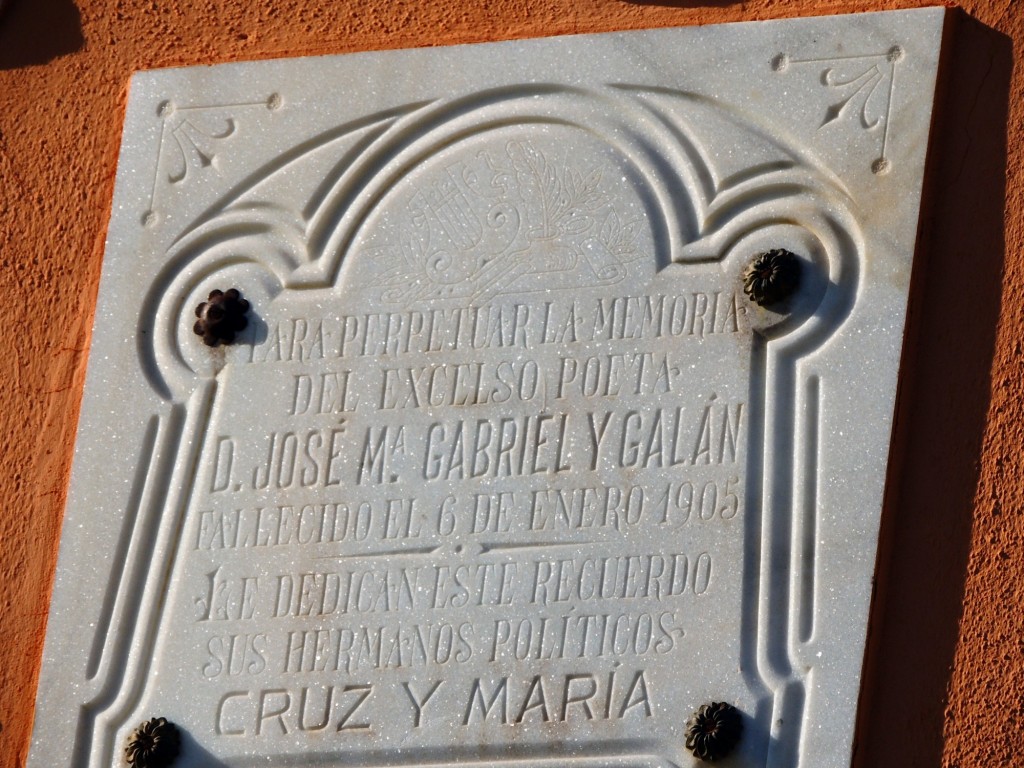 PARA PERPETUAR LA MEMORIA
DEL EXCELSO POETA
D. JOSÉ Mª. GABRIEL Y GALÁN
FALLECIDO EL 6 DE ENERO 1905
LE DEDICAN ESTE RECUERDO
SUS HERMANOS POLÍTICOS
CRUZ Y MARÍA